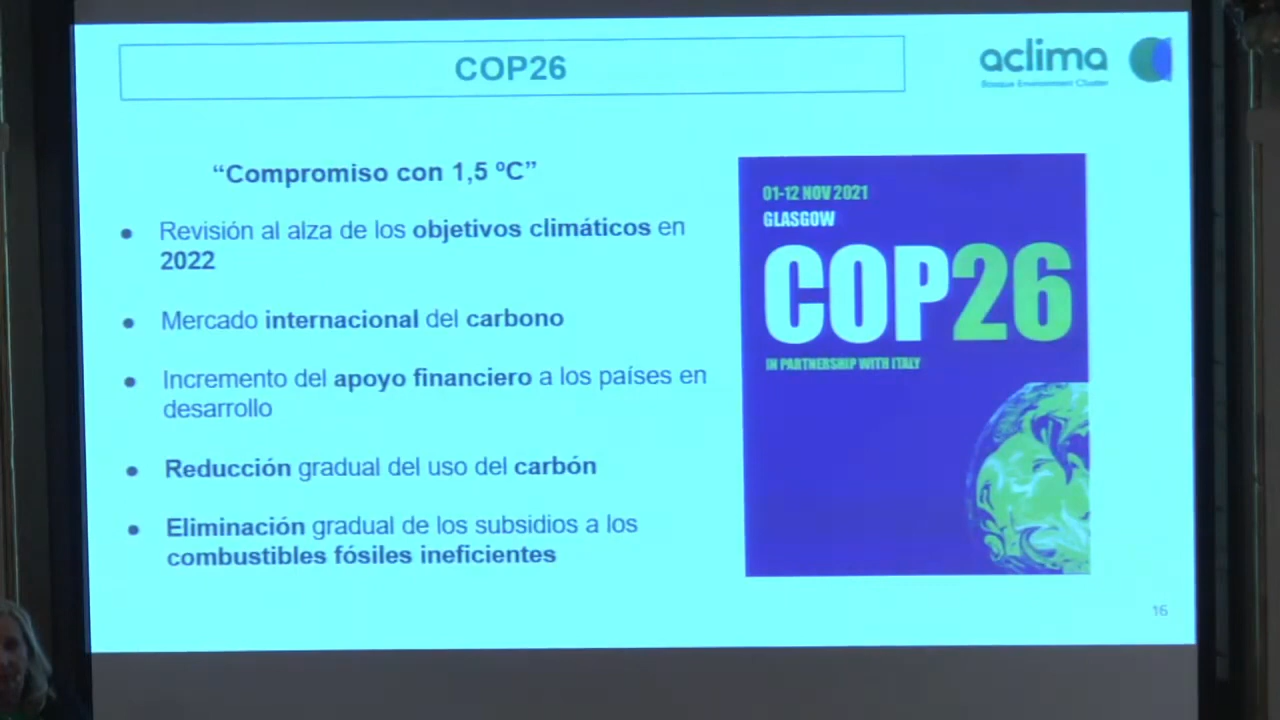 COP26
aclima
Basque Environment Cluster
“Compromiso con 1,5 ºC”
● Revisión al alza de los objetivos climáticos en
2022
● Mercado internacional del carbono
● Incremento del apoyo financiero a los países en
desarrollo
● Reducción gradual del uso del carbón
● Eliminación gradual de los subsidios a los
combustibles fósiles ineficientes
01-12 NOV 2021
GLASGOW
COP26
IN PARTNERSHIP WITH ITALY
16